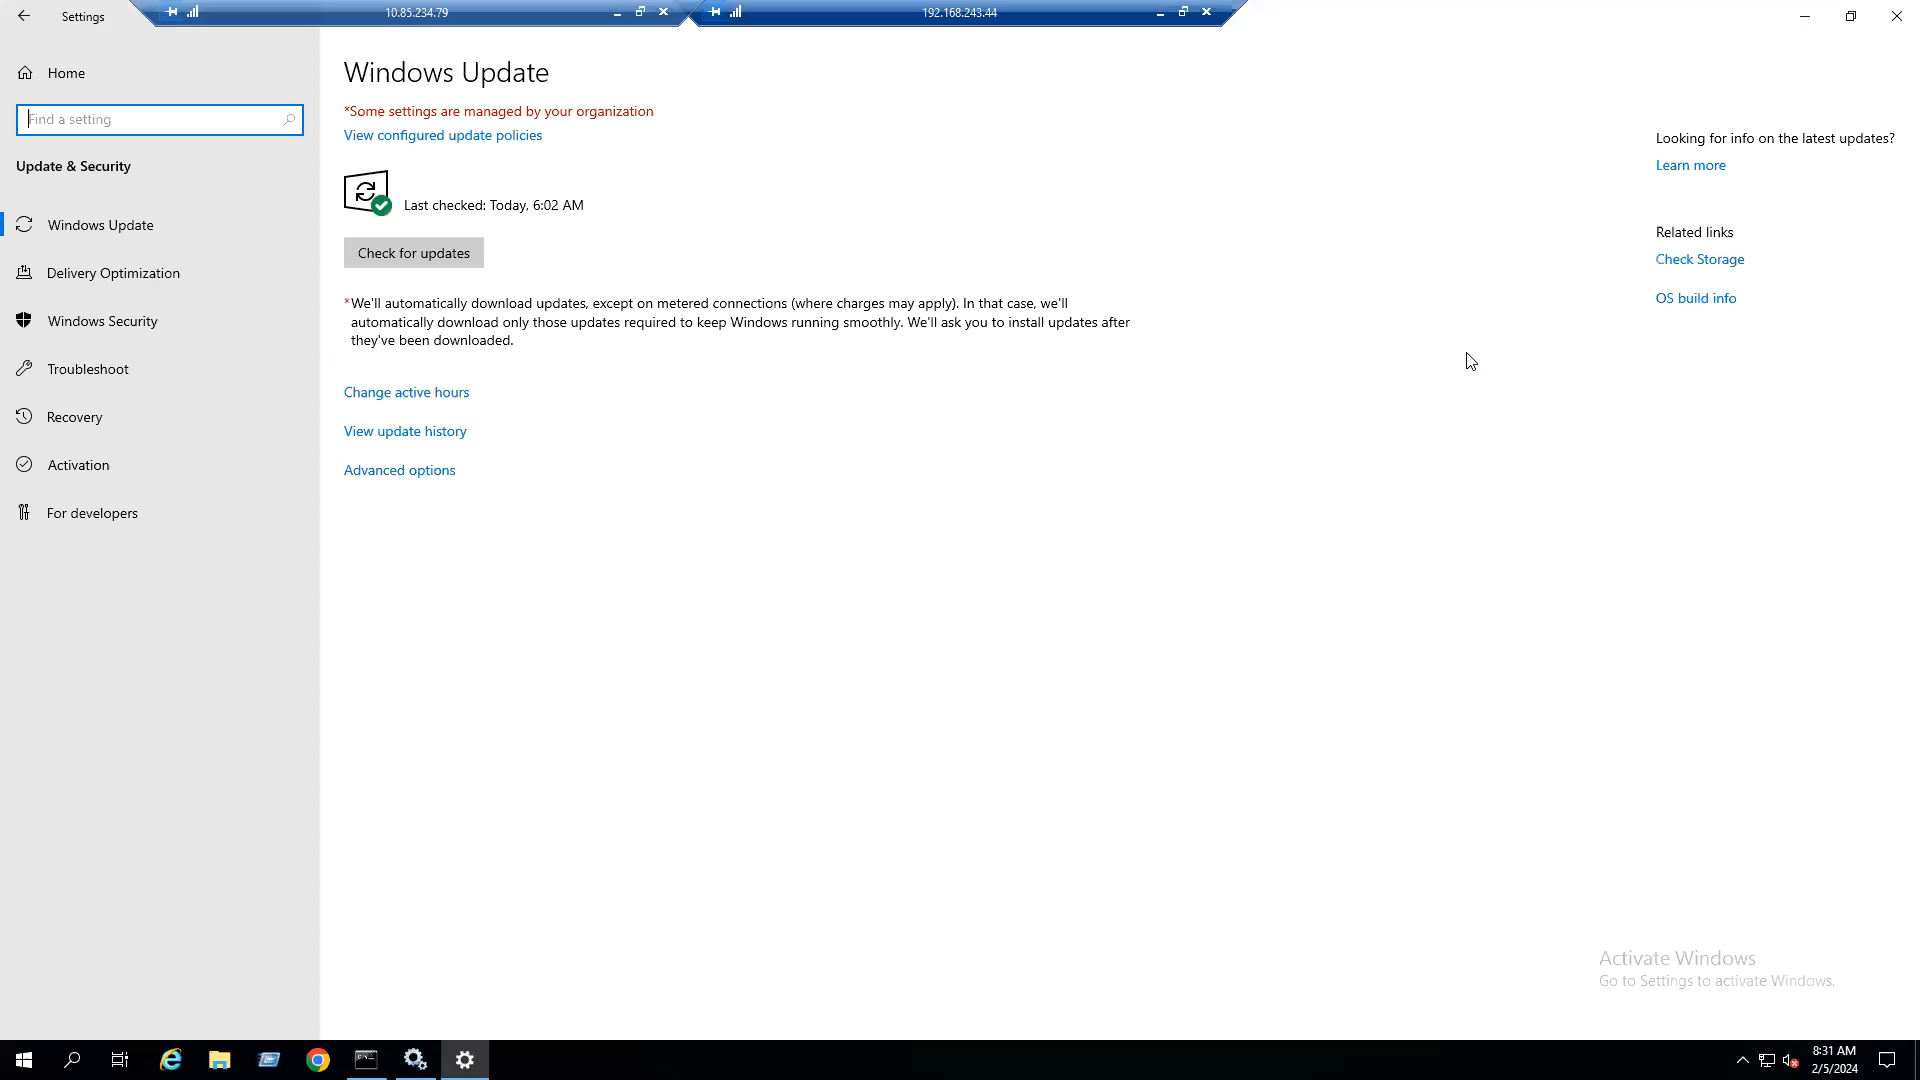 Settings
10.85.234.79
192.168.243.44
Home
Find a setting
Update & Security
Windows Update
Delivery Optimization
Windows Security
Troubleshoot
Recovery
Activation
For developers
Windows Update
*Some settings are managed by your organization
View configured update policies
Last checked: Today, 6:02 AM
Check for updates
*We'll automatically download updates, except on metered connections (where charges may apply). In that case, we'll
automatically download only those updates required to keep Windows running smoothly. We'll ask you to install updates after
they've been downloaded.
Change active hours
View update history
Advanced options
Looking for info on the latest updates?
Learn more
Related links
Check Storage
OS build info
Activate Windows
Go to Settings to activate Windows.
8:31 AM
2/5/2024